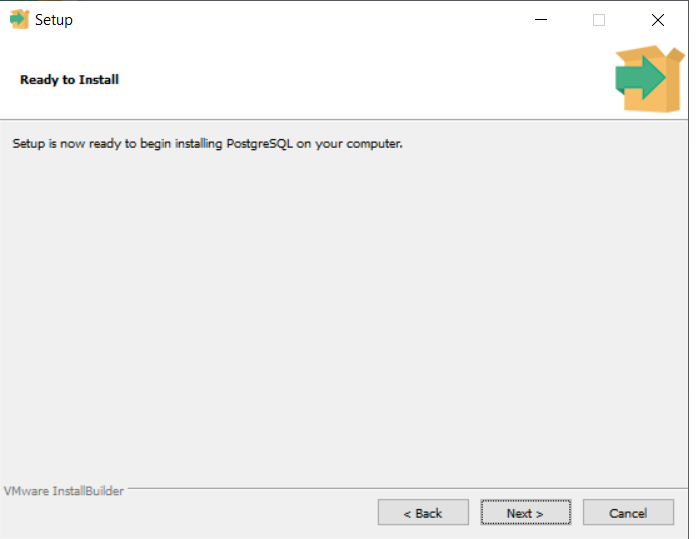 Setup
Ready to Install
Setup is now ready to begin installing PostgreSQL on your computer.
VMware InstallBuilder
< Back
Next >
Cancel